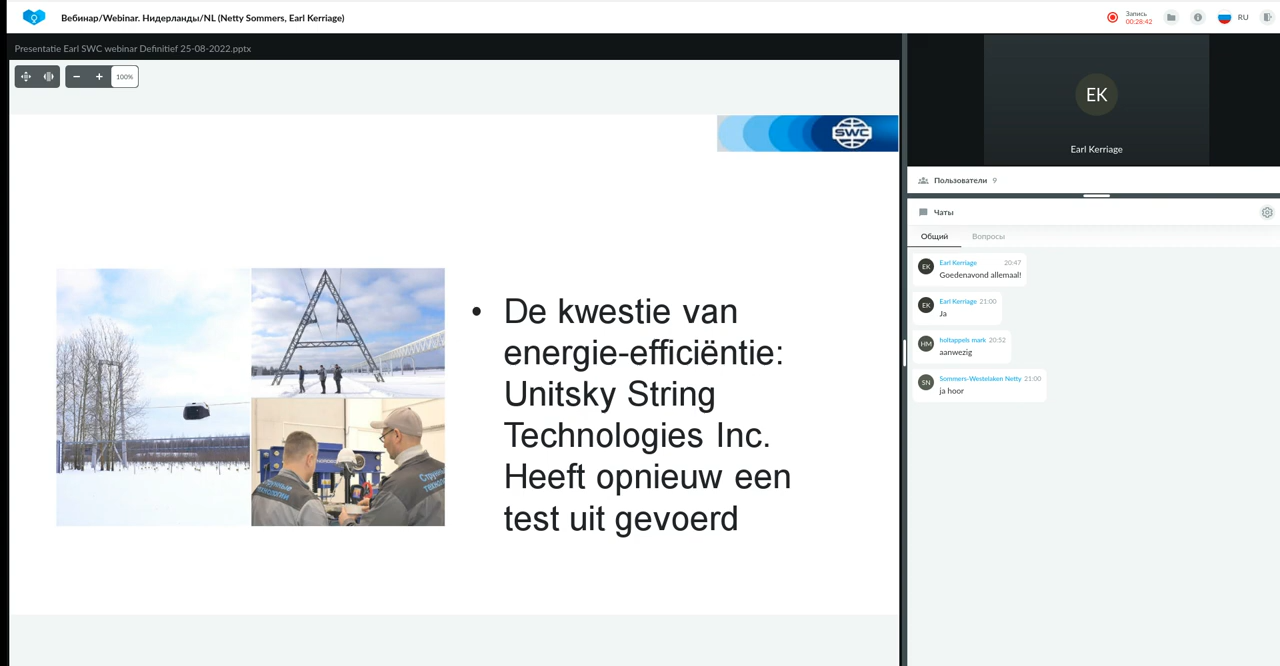 Вебинар/Webinar. Нидерланды/NL (Netty Sommers, Earl Kerriage)
Запись
00:28:42
RU
Presentatie Earl SWC webinar Definitief 25-08-2022.pptx
100%
SWC
• De kwestie van
energie-efficiëntie:
Unitsky String
Technologies Inc.
Heeft opnieuw een
test uit gevoerd
EK
Earl Kerriage
Пользователи 9
Чаты
Общий Вопросы
EK Earl Kerriage 20:47
Goedenavond allemaal!
EK Earl Kerriage 21:00
Ja
HM holtappels mark 20:52
aanwezig
SN Sommers-Westelaken Netty 21:00
ja hoor